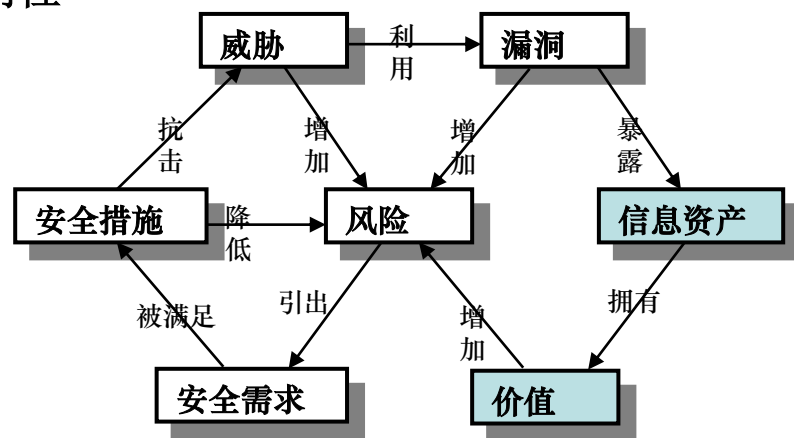 威胁
利
用
漏洞
抗
击
增
加
增
加
暴
露
安全措施
降
低
风险
信息资产
被满足
引出
增
加
拥有
安全需求
价值